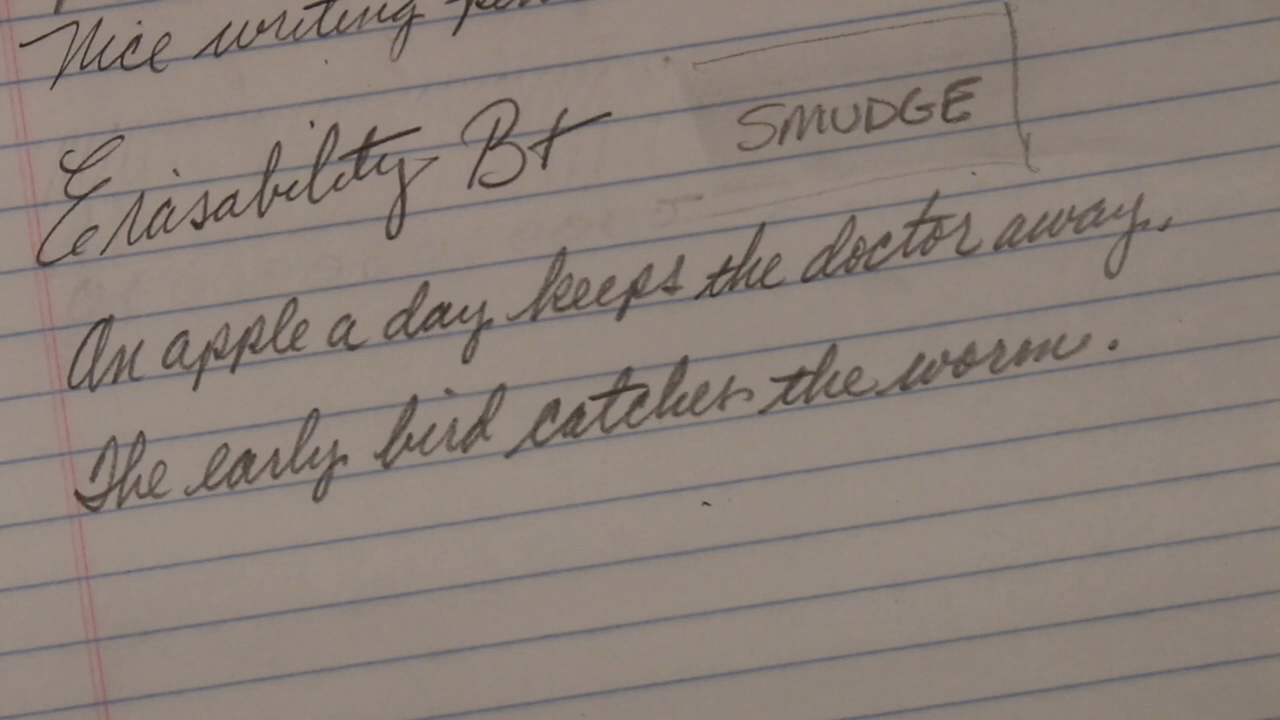 Nice writing
Erasability B+
SMUDGE
An apple a day keeps the doctor away.
The early bird catches the worm.